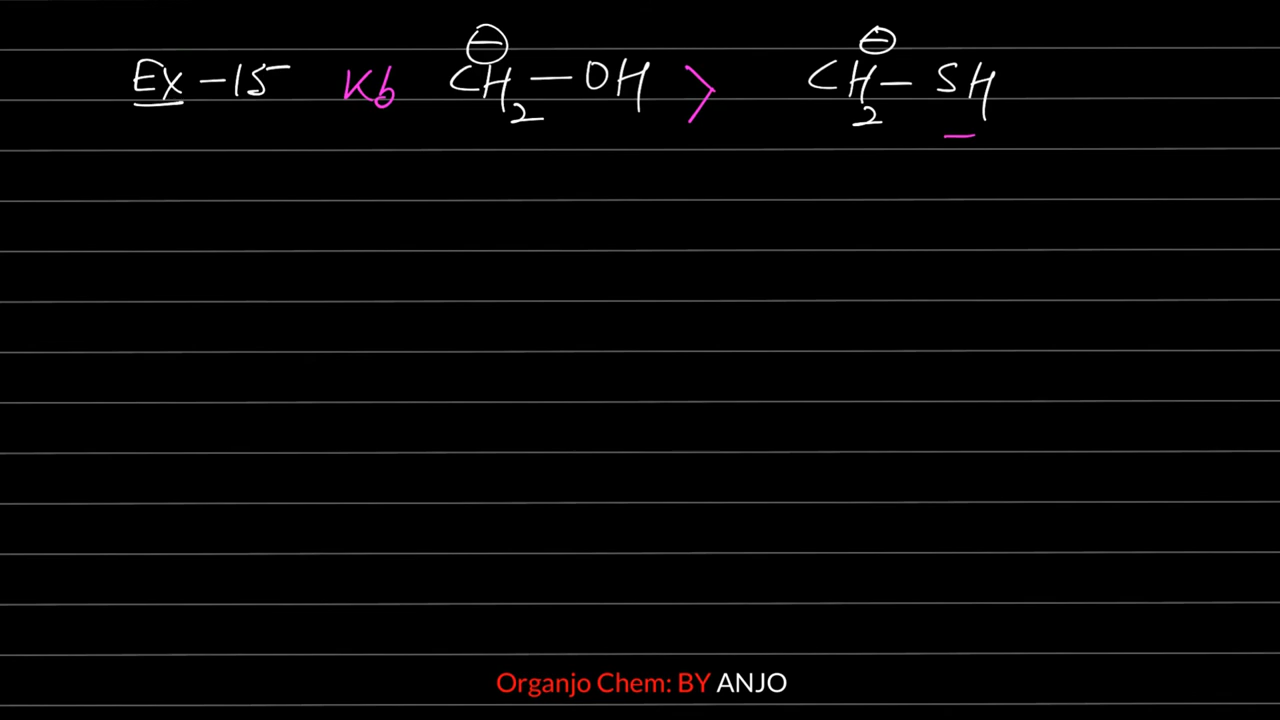 Ex-15 Kb ⊖CH₂-OH > ⊖CH₂-SH
Organjo Chem: BY ANJO